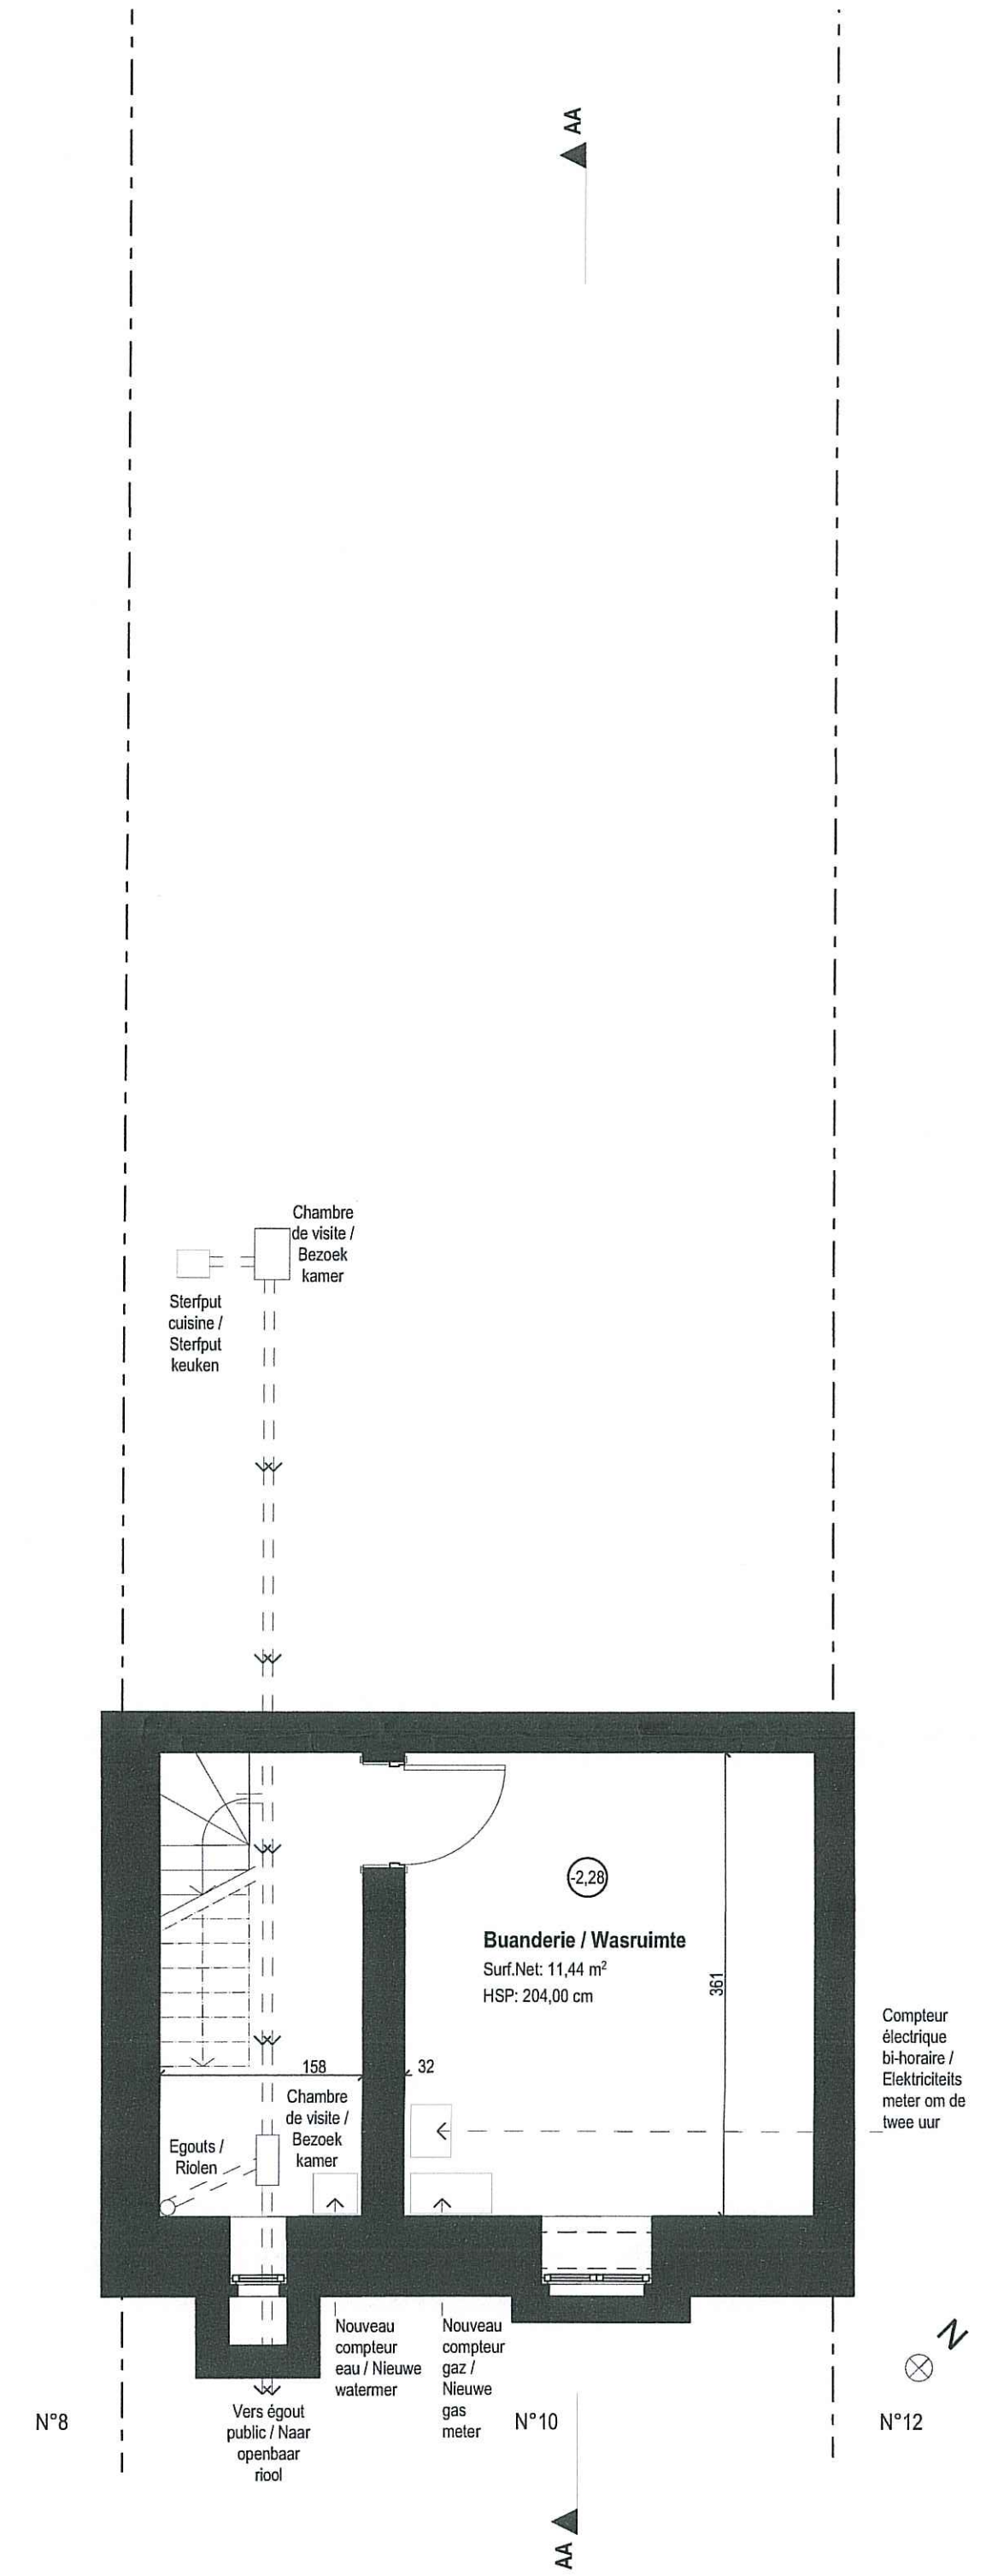 AA
Chambre
de visite /
Bezoek
kamer
Sterfput
cuisine /
Sterfput
keuken
-2,28
Buanderie / Wasruimte
Surf.Net: 11,44 m²
HSP: 204,00 cm
361
Compteur
électrique
bi-horaire /
Elektriciteits
meter om de
twee uur
158
32
Chambre
de visite /
Bezoek
kamer
Egouts /
Riolen
Nouveau
compteur
eau / Nieuwe
watermer
Nouveau
compteur
gaz /
Nieuwe
gas
meter
N
Vers égout
public / Naar
openbaar
riool
N°8
N°10
N°12
AA